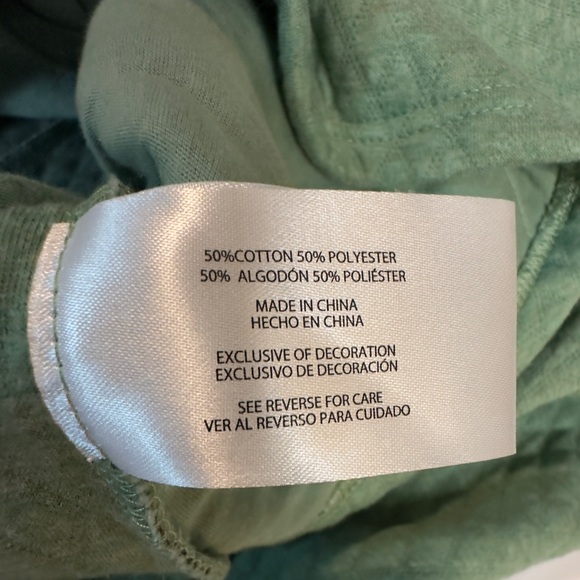 50%COTTON 50% POLYESTER
50% ALGODÓN 50% POLIÉSTER
MADE IN CHINA
HECHO EN CHINA
EXCLUSIVE OF DECORATION
EXCLUSIVO DE DECORACIÓN
SEE REVERSE FOR CARE
VER AL REVERSO PARA CUIDADO